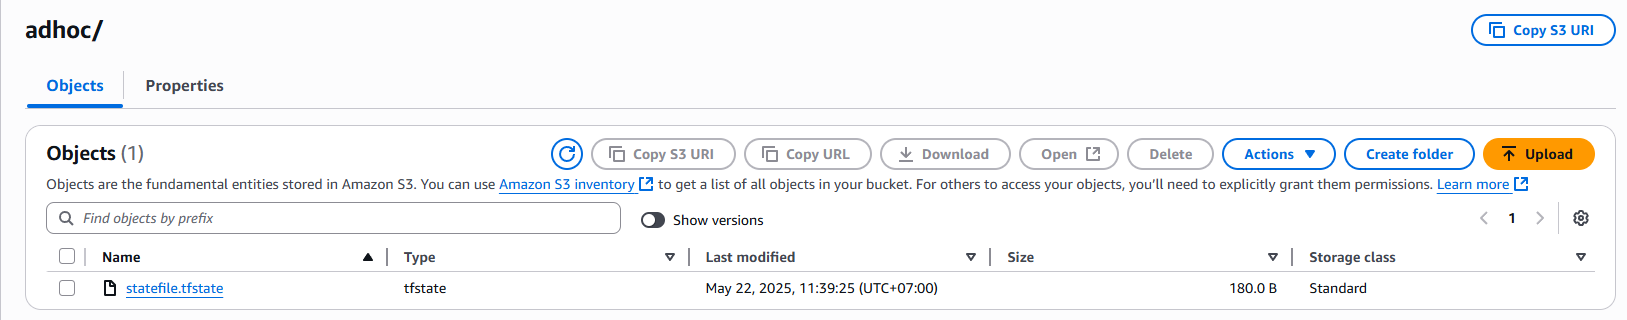 adhoc/
Copy S3 URI
Objects
Properties
Objects (1)
Copy S3 URI
Copy URL
Download
Open
Delete
Actions
Create folder
Upload
Objects are the fundamental entities stored in Amazon S3. You can use Amazon S3 inventory to get a list of all objects in your bucket. For others to access your objects, you’ll need to explicitly grant them permissions. Learn more
Find objects by prefix
Show versions
1
Name
Type
Last modified
Size
Storage class
statefile.tfstate
tfstate
May 22, 2025, 11:39:25 (UTC+07:00)
180.0 B
Standard